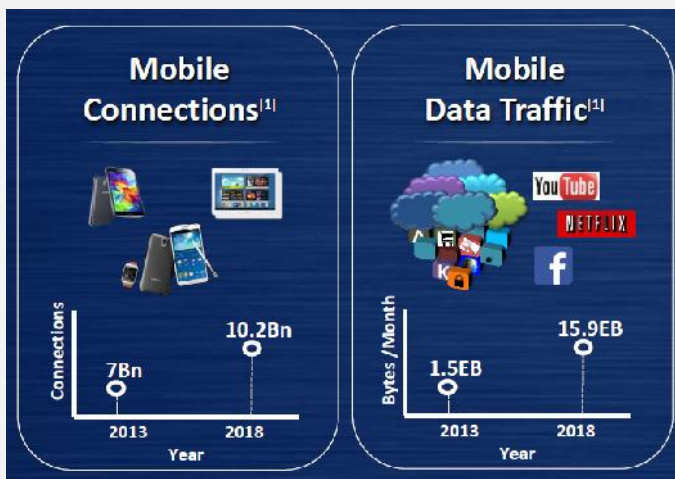 Mobile
Connections[1]
Connections
7Bn
10.2Bn
2013
2018
Year
Mobile
Data Traffic[1]
YouTube
NETFLIX
f
K
Bytes /Month
1.5EB
15.9EB
2013
2018
Year